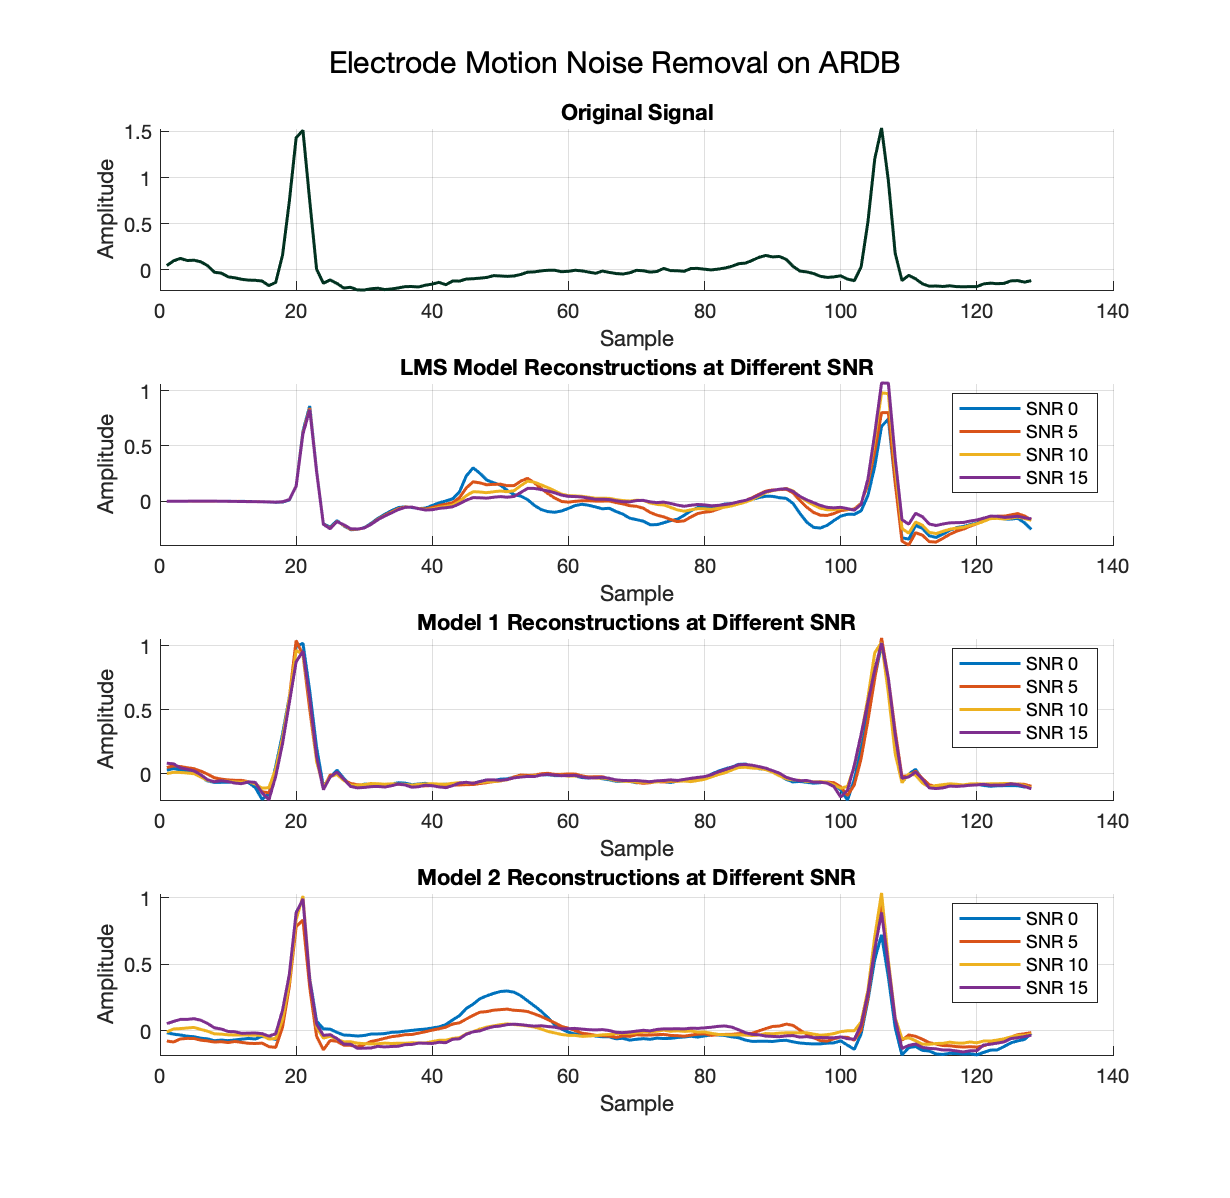 Electrode Motion Noise Removal on ARDB
Original Signal
Amplitude
1.5
1
0.5
0
0 20 40 60 80 100 120 140
Sample
LMS Model Reconstructions at Different SNR
Amplitude
1
0.5
0
SNR 0
SNR 5
SNR 10
SNR 15
0 20 40 60 80 100 120 140
Sample
Model 1 Reconstructions at Different SNR
Amplitude
1
0.5
0
SNR 0
SNR 5
SNR 10
SNR 15
0 20 40 60 80 100 120 140
Sample
Model 2 Reconstructions at Different SNR
Amplitude
1
0.5
0
SNR 0
SNR 5
SNR 10
SNR 15
0 20 40 60 80 100 120 140
Sample